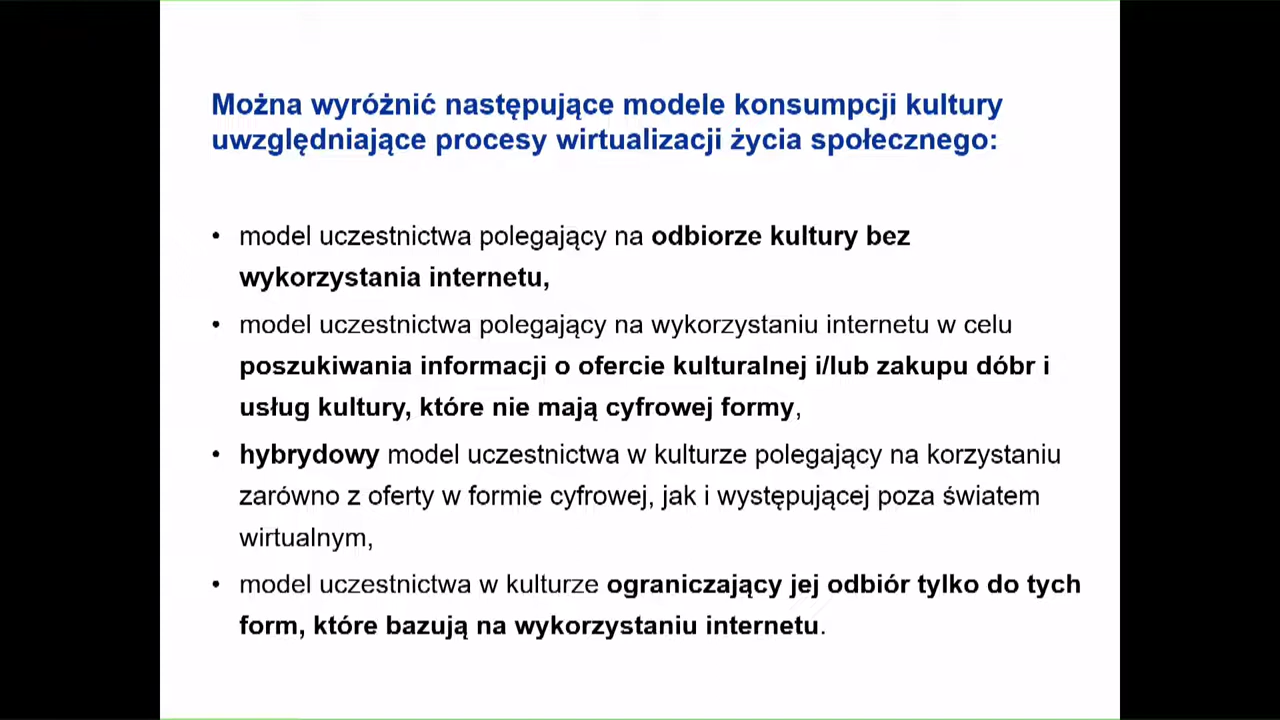 Można wyróżnić następujące modele konsumpcji kultury
uwzględniające procesy wirtualizacji życia społecznego:
• model uczestnictwa polegający na odbiorze kultury bez
wykorzystania internetu,
• model uczestnictwa polegający na wykorzystaniu internetu w celu
poszukiwania informacji o ofercie kulturalnej i/lub zakupu dóbr i
usług kultury, które nie mają cyfrowej formy,
• hybrydowy model uczestnictwa w kulturze polegający na korzystaniu
zarówno z oferty w formie cyfrowej, jak i występującej poza światem
wirtualnym,
• model uczestnictwa w kulturze ograniczający jej odbiór tylko do tych
form, które bazują na wykorzystaniu internetu.